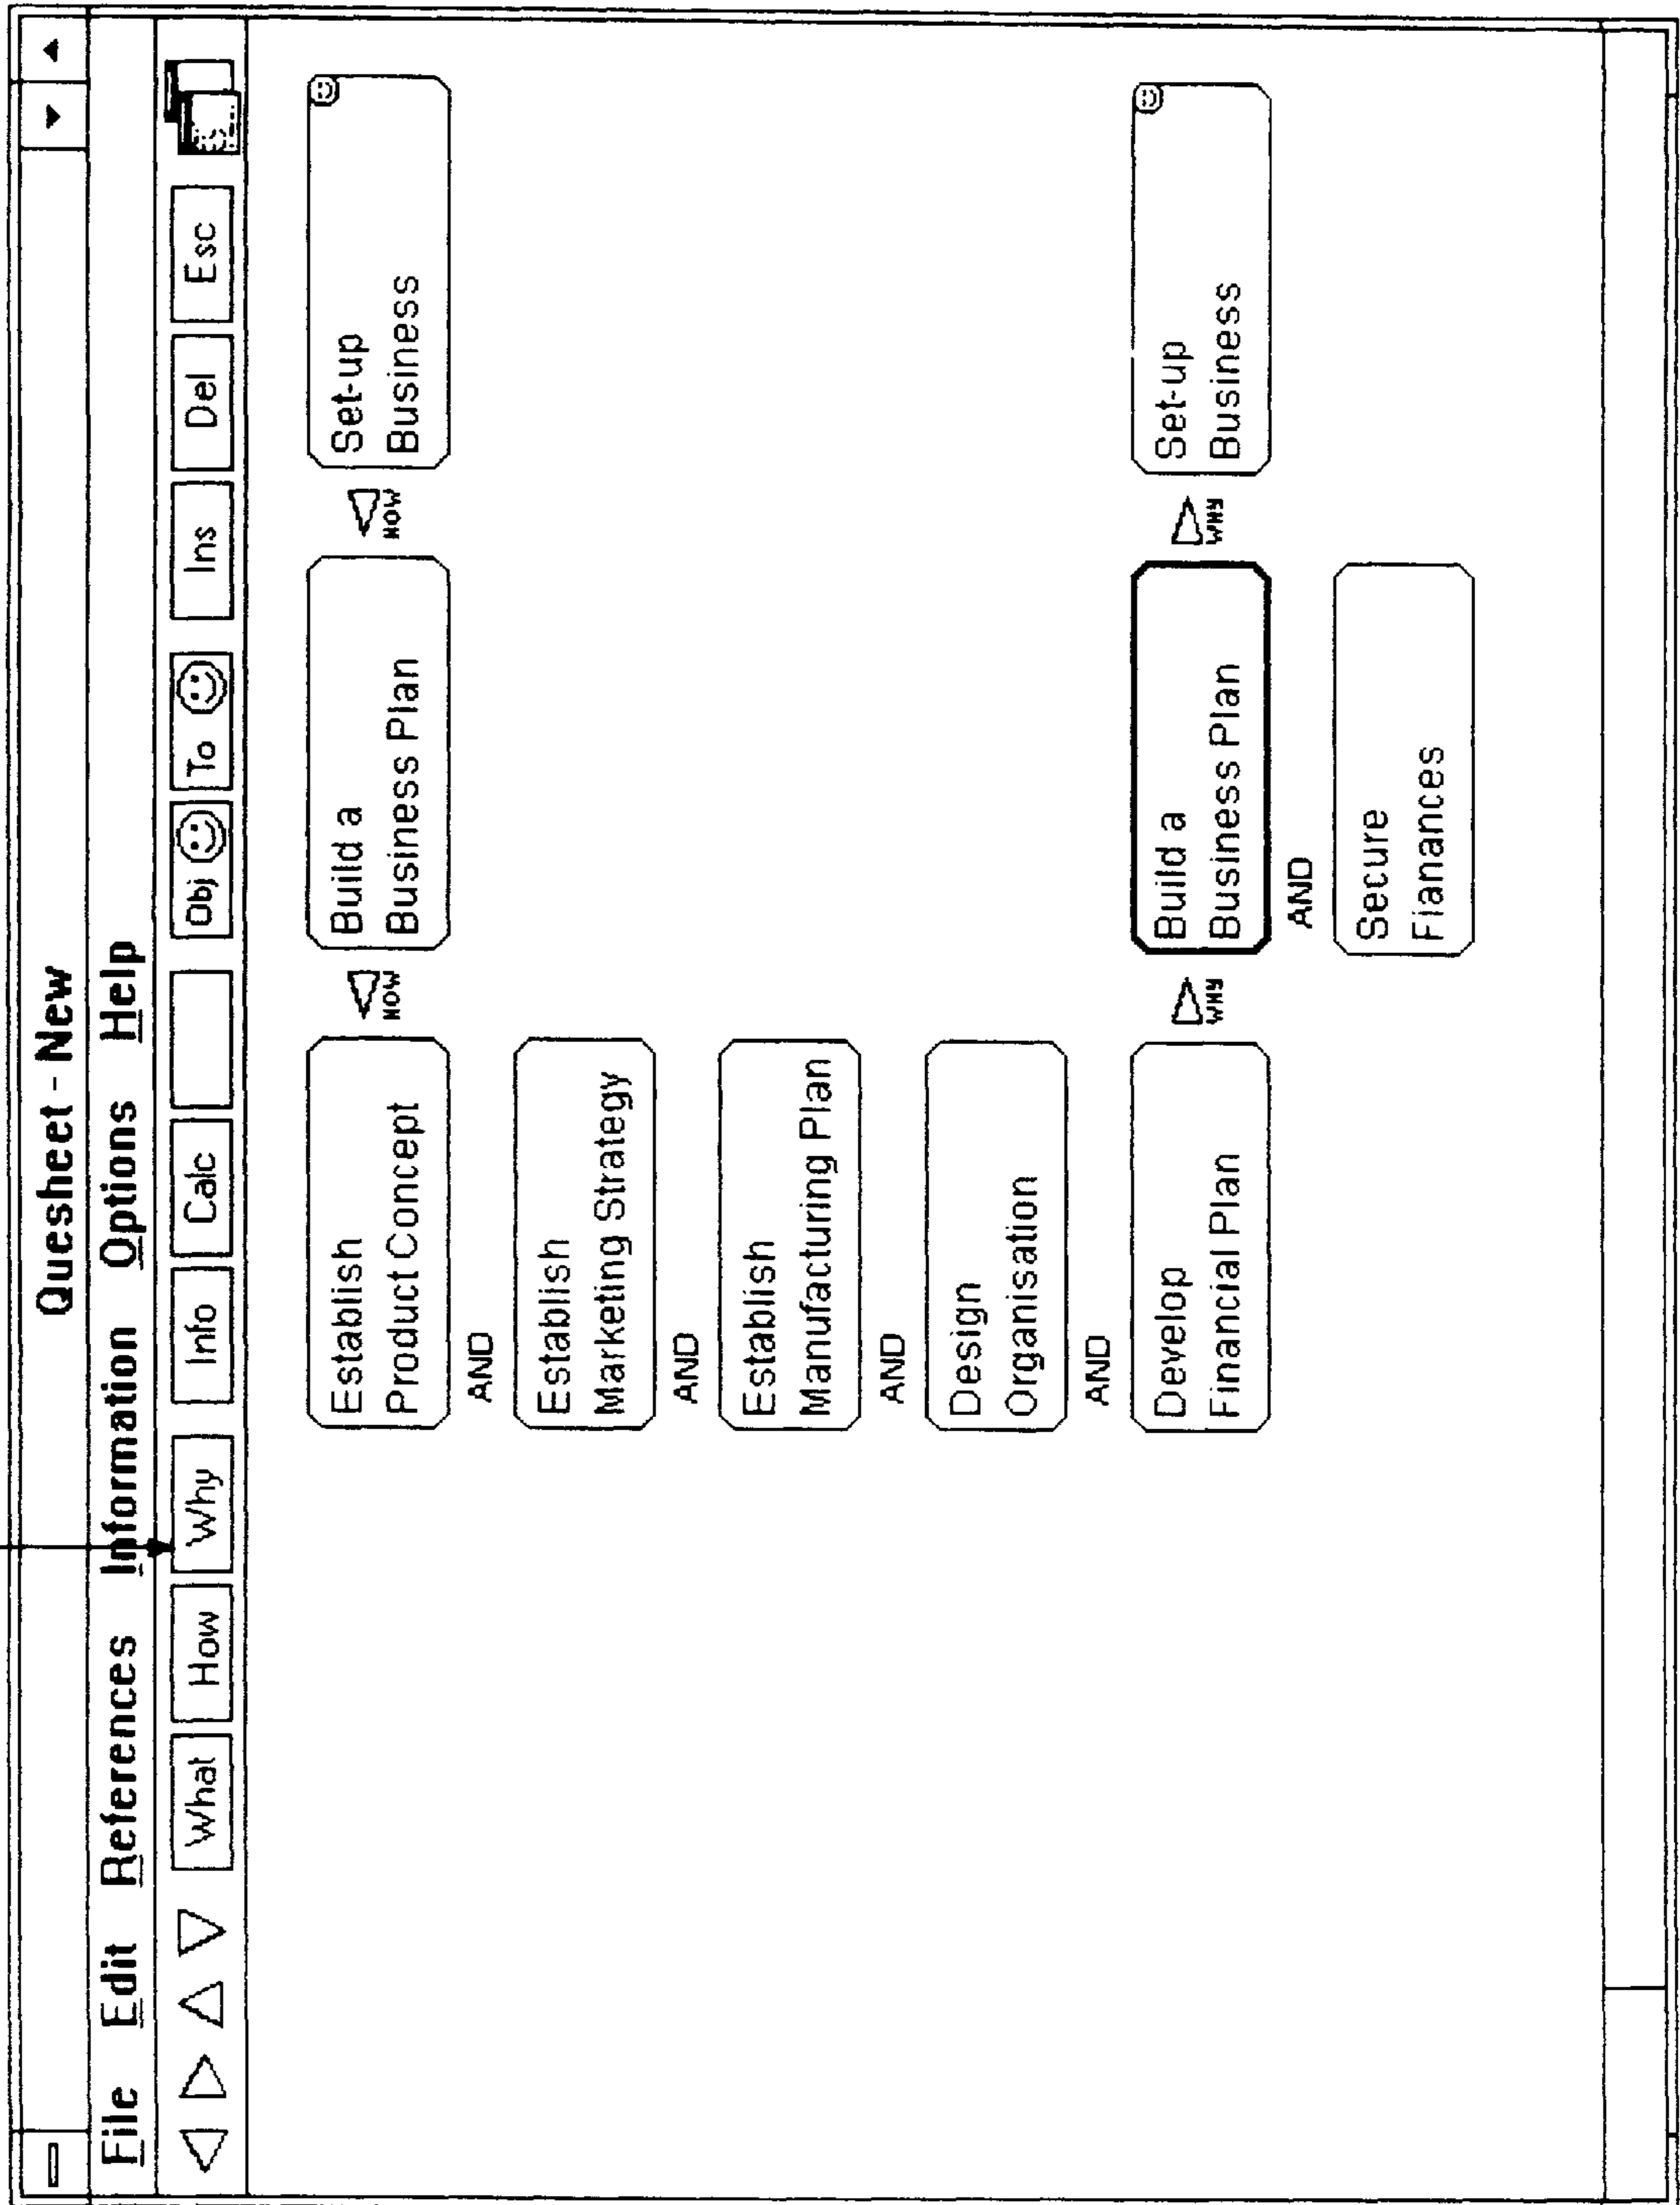 Quesheet - New
File Edit References Information Options Help
What How Why Info Calc Obj To Ins Del Esc
Establish
Product Concept
HOW
Build a
Business Plan
HOW
Set-up
Business
AND
Establish
Marketing Strategy
AND
Establish
Manufacturing Plan
AND
Design
Organisation
AND
Develop
Financial Plan
WHY
Build a
Business Plan
WHY
Set-up
Business
AND
Secure
Fianances